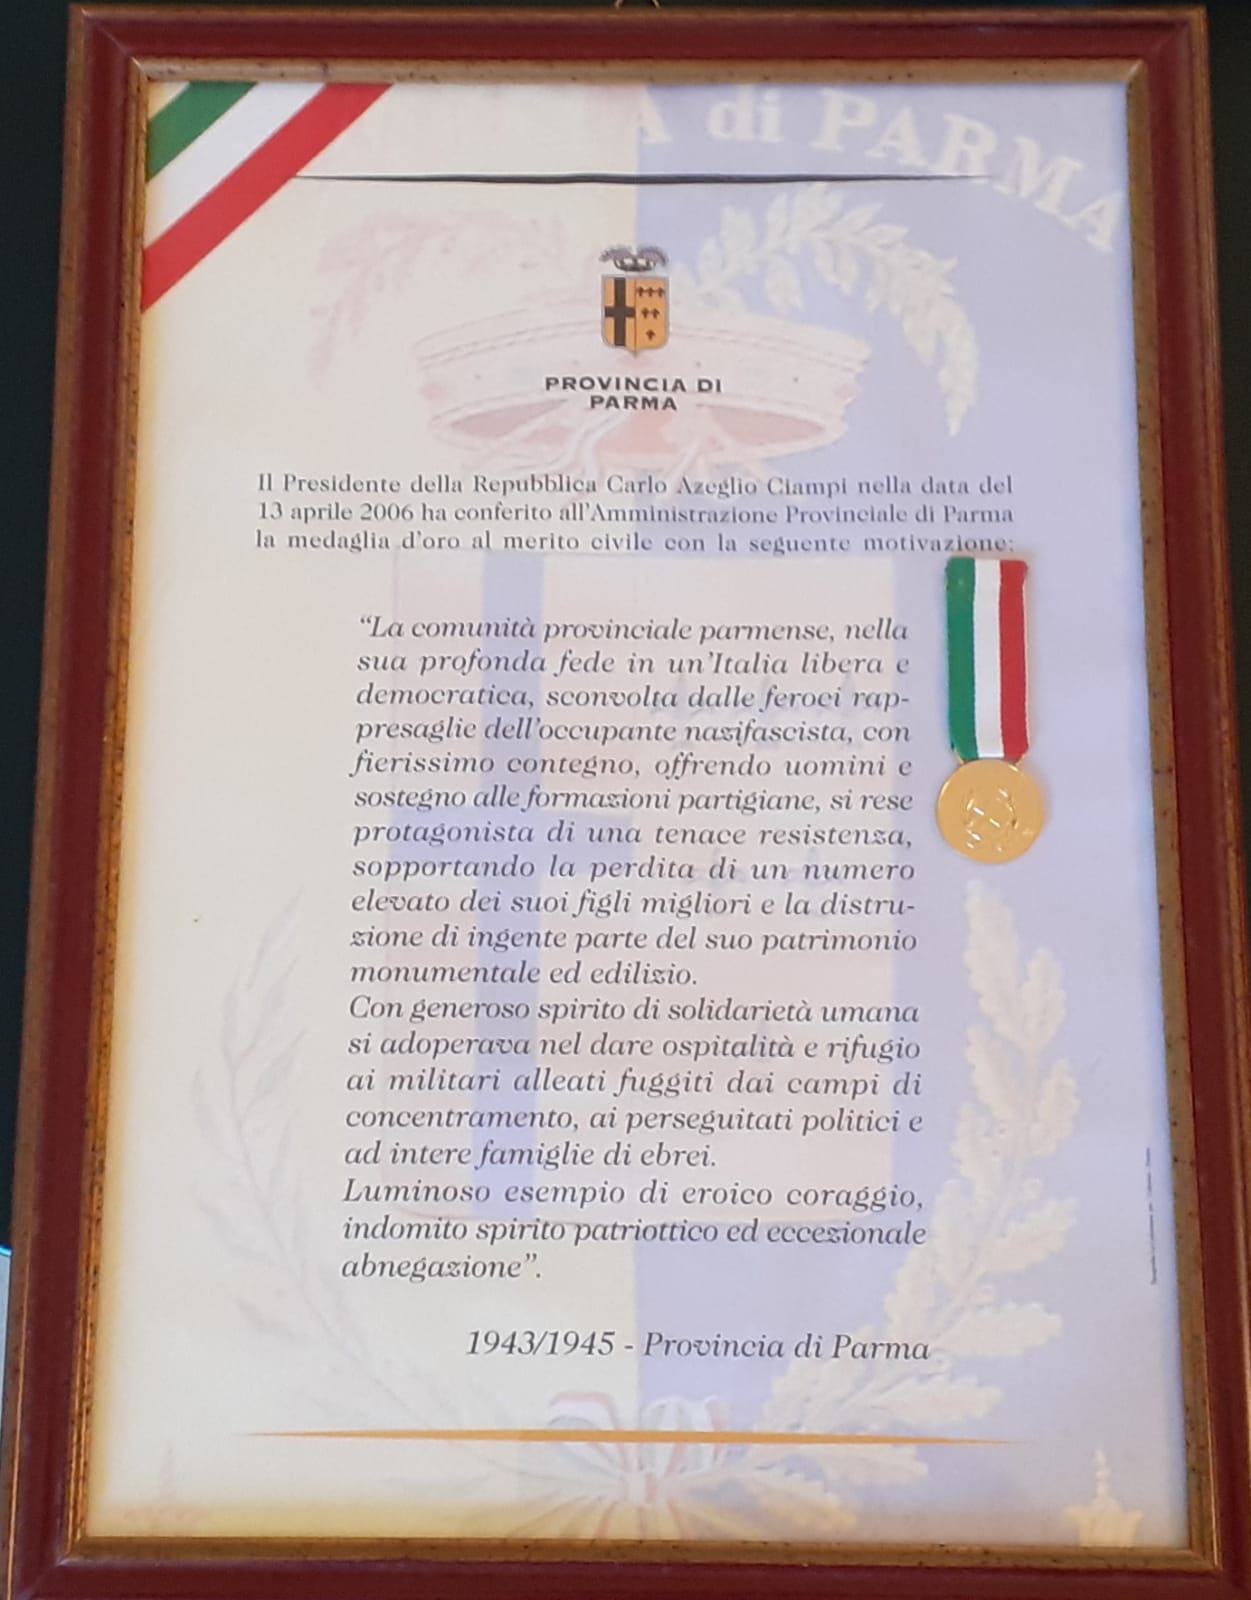 A di PARMA
PROVINCIA DI
PARMA
Il Presidente della Repubblica Carlo Azeglio Ciampi nella data del
13 aprile 2006 ha conferito all'Amministrazione Provinciale di Parma
la medaglia d'oro al merito civile con la seguente motivazione:
“La comunità provinciale parmense, nella
sua profonda fede in un'Italia libera e
democratica, sconvolta dalle feroci rap-
presaglie dell'occupante nazifascista, con
fierissimo contegno, offrendo uomini e
sostegno alle formazioni partigiane, si rese
protagonista di una tenace resistenza,
sopportando la perdita di un numero
elevato dei suoi figli migliori e la distru-
zione di ingente parte del suo patrimonio
monumentale ed edilizio.
Con generoso spirito di solidarietà umana
si adoperava nel dare ospitalità e rifugio
ai militari alleati fuggiti dai campi di
concentramento, ai perseguitati politici e
ad intere famiglie di ebrei.
Luminoso esempio di eroico coraggio,
indomito spirito patriottico ed eccezionale
abnegazione”.
1943/1945 - Provincia di Parma